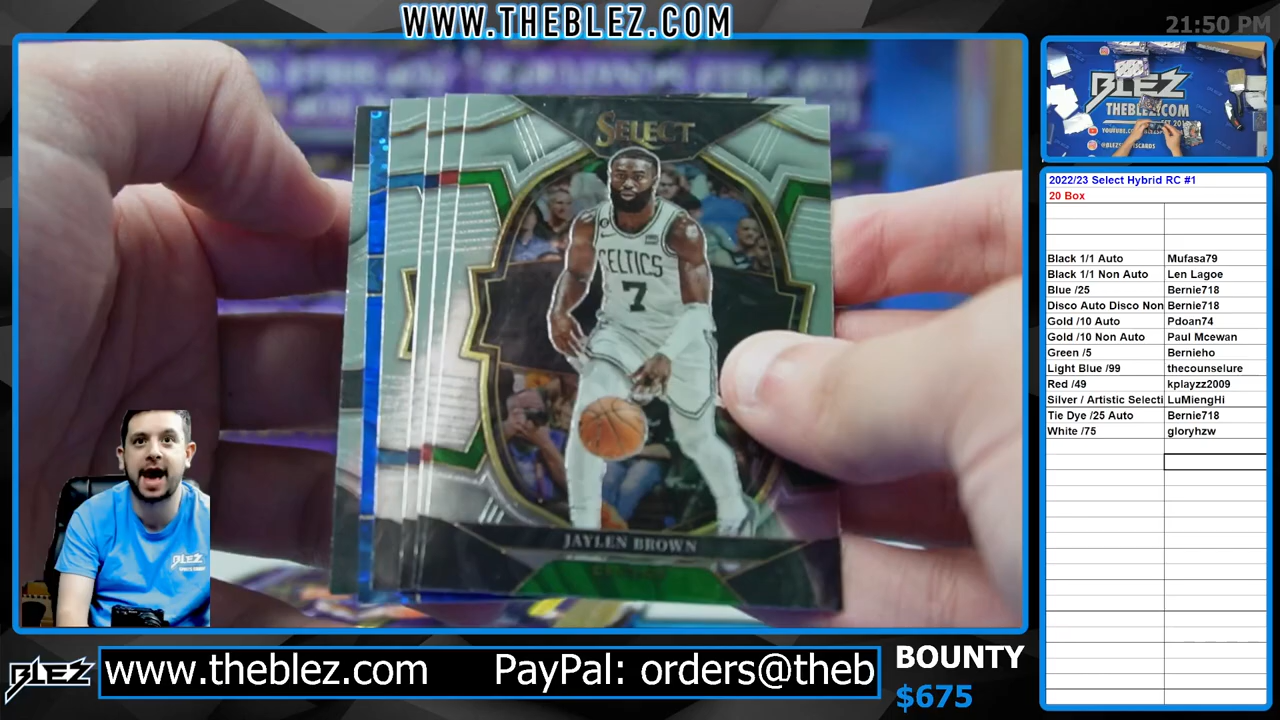 WWW.THEBLEZ.COM
21:50 PM
SELECT
CELTICS
7
JAYLEN BROWN
BLEZ
THEBLEZ.COM
2022/23 Select Hybrid RC #1
20 Box
Black 1/1 Auto Mufasa79
Black 1/1 Non Auto Len Lagoe
Blue /25 Bernie718
Disco Auto Disco Non Bernie718
Gold /10 Auto Pdoan74
Gold /10 Non Auto Paul Mcewan
Green /5 Bernieho
Light Blue /99 thecounselure
Red /49 kplayzz2009
Silver / Artistic Selecti LuMiengHi
Tie Dye /25 Auto Bernie718
White /75 gloryhzw
BLEZ
BLEZ
www.theblez.com PayPal: orders@theb
BOUNTY
$675